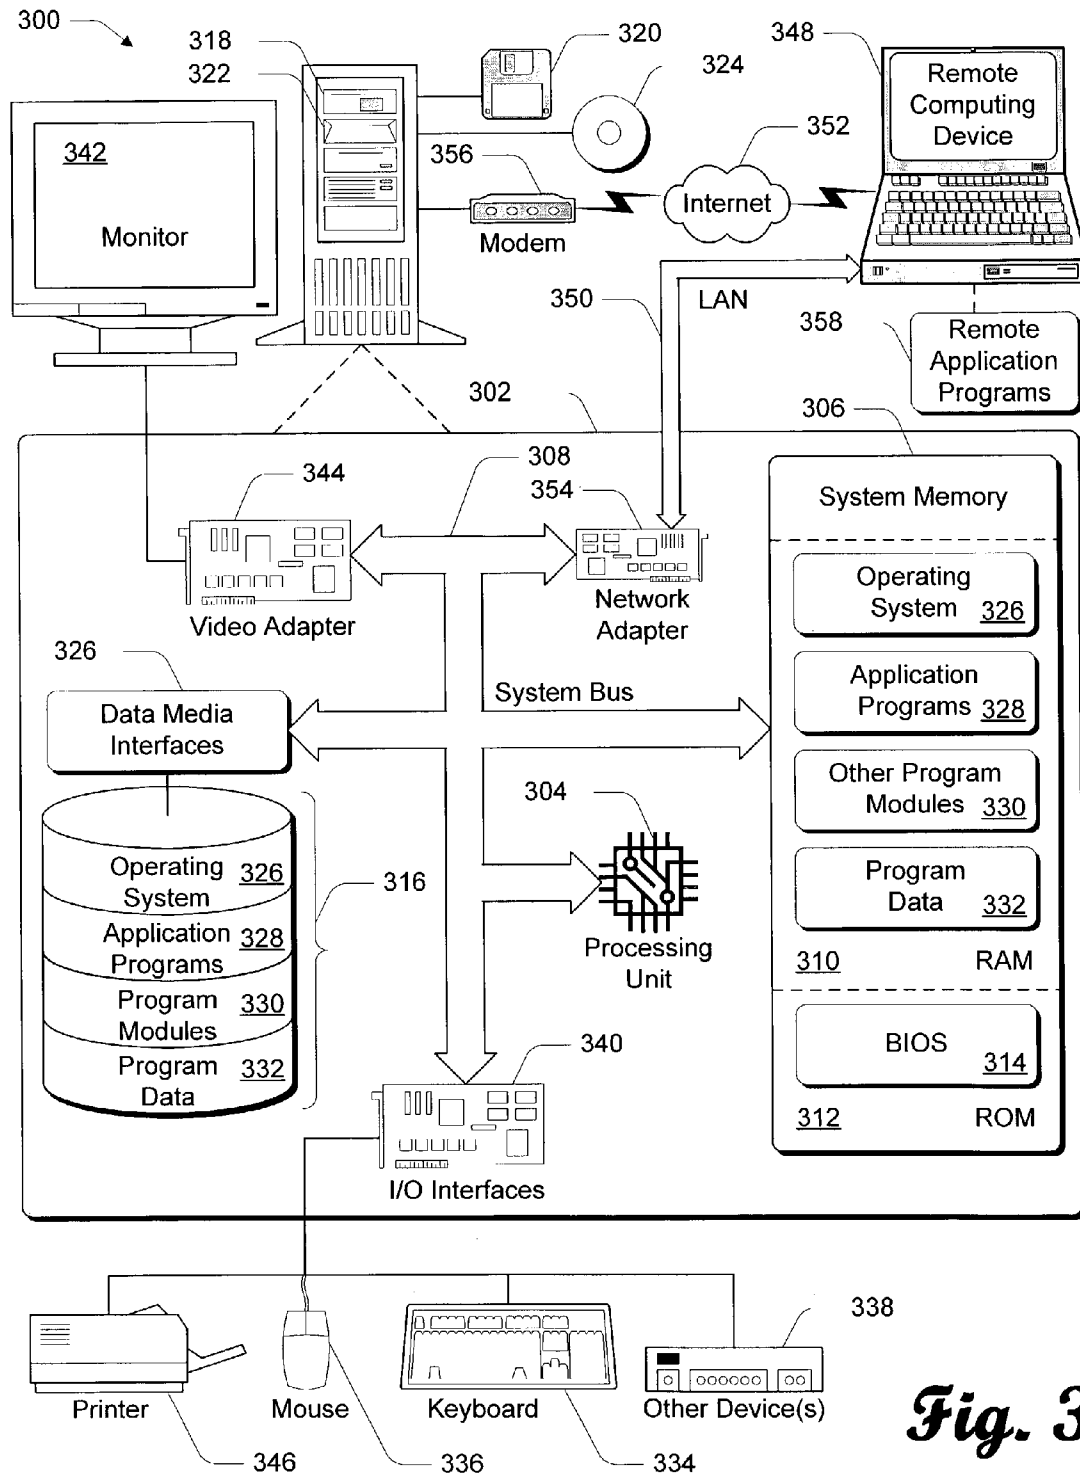 300
318
322
320
324
348
Remote
Computing
Device
342
Monitor
356
Modem
352
Internet
350
LAN
358
Remote
Application
Programs
302
306
344
308
354
System Memory
Video Adapter
Network
Adapter
Operating
System 326
326
Data Media
Interfaces
System Bus
Application
Programs 328
Other Program
Modules 330
304
Processing
Unit
Program
Data 332
310 RAM
Operating
System 326
316
Application
Programs 328
Program
Modules 330
Program
Data 332
340
I/O Interfaces
BIOS
314
312 ROM
Printer
346
Mouse
336
Keyboard
334
338
Other Device(s)
Fig. 3